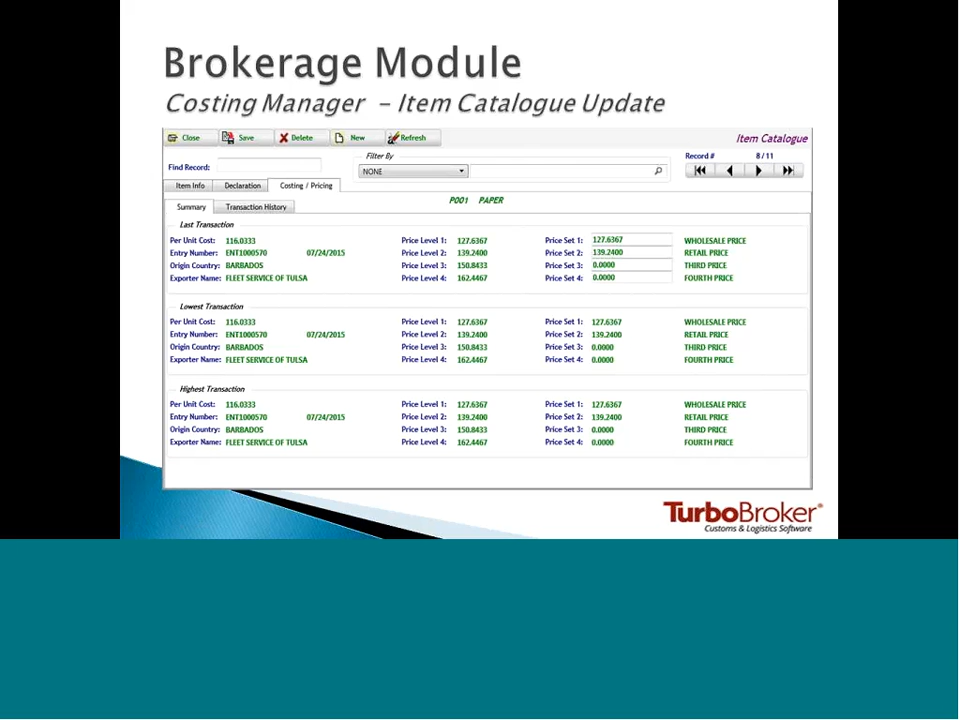 Brokerage Module
Costing Manager - Item Catalogue Update
Close Save Delete New Refresh Item Catalogue
Filter By Record # 8 / 11
Find Record: NONE
Item Info Declaration Costing / Pricing
Summary Transaction History P001 PAPER
Last Transaction
Per Unit Cost: 116.0333 Price Level 1: 127.6367 Price Set 1: 127.6367 WHOLESALE PRICE
Entry Number: ENT1000570 07/24/2015 Price Level 2: 139.2400 Price Set 2: 139.2400 RETAIL PRICE
Origin Country: BARBADOS Price Level 3: 150.8433 Price Set 3: 0.0000 THIRD PRICE
Exporter Name: FLEET SERVICE OF TULSA Price Level 4: 162.4467 Price Set 4: 0.0000 FOURTH PRICE
Lowest Transaction
Per Unit Cost: 116.0333 Price Level 1: 127.6367 Price Set 1: 127.6367 WHOLESALE PRICE
Entry Number: ENT1000570 07/24/2015 Price Level 2: 139.2400 Price Set 2: 139.2400 RETAIL PRICE
Origin Country: BARBADOS Price Level 3: 150.8433 Price Set 3: 0.0000 THIRD PRICE
Exporter Name: FLEET SERVICE OF TULSA Price Level 4: 162.4467 Price Set 4: 0.0000 FOURTH PRICE
Highest Transaction
Per Unit Cost: 116.0333 Price Level 1: 127.6367 Price Set 1: 127.6367 WHOLESALE PRICE
Entry Number: ENT1000570 07/24/2015 Price Level 2: 139.2400 Price Set 2: 139.2400 RETAIL PRICE
Origin Country: BARBADOS Price Level 3: 150.8433 Price Set 3: 0.0000 THIRD PRICE
Exporter Name: FLEET SERVICE OF TULSA Price Level 4: 162.4467 Price Set 4: 0.0000 FOURTH PRICE
TurboBroker®
Customs & Logistics Software